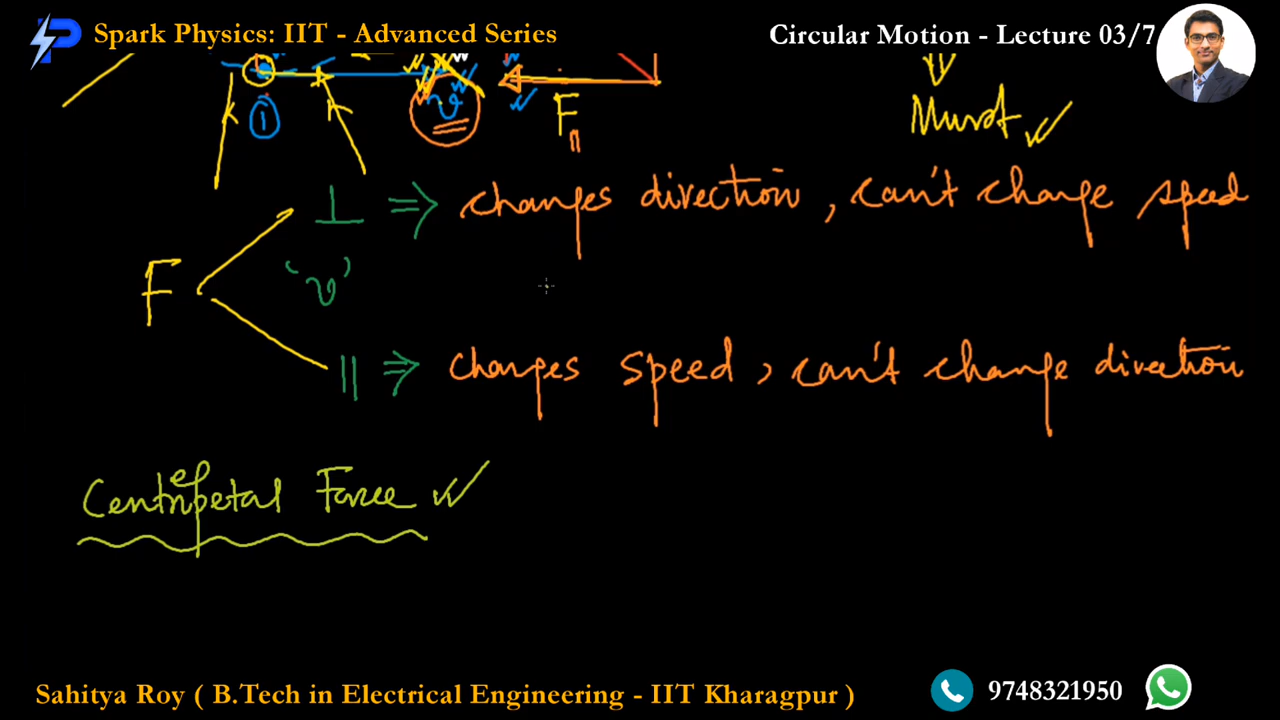 Spark Physics: IIT - Advanced Series
Circular Motion - Lecture 03/7
① v F॥
Must
⊥ ⇒ changes direction, can't change speed
F 'v'
|| ⇒ changes speed, can't change direction
Centripetal Force
Sahitya Roy ( B.Tech in Electrical Engineering - IIT Kharagpur )
9748321950